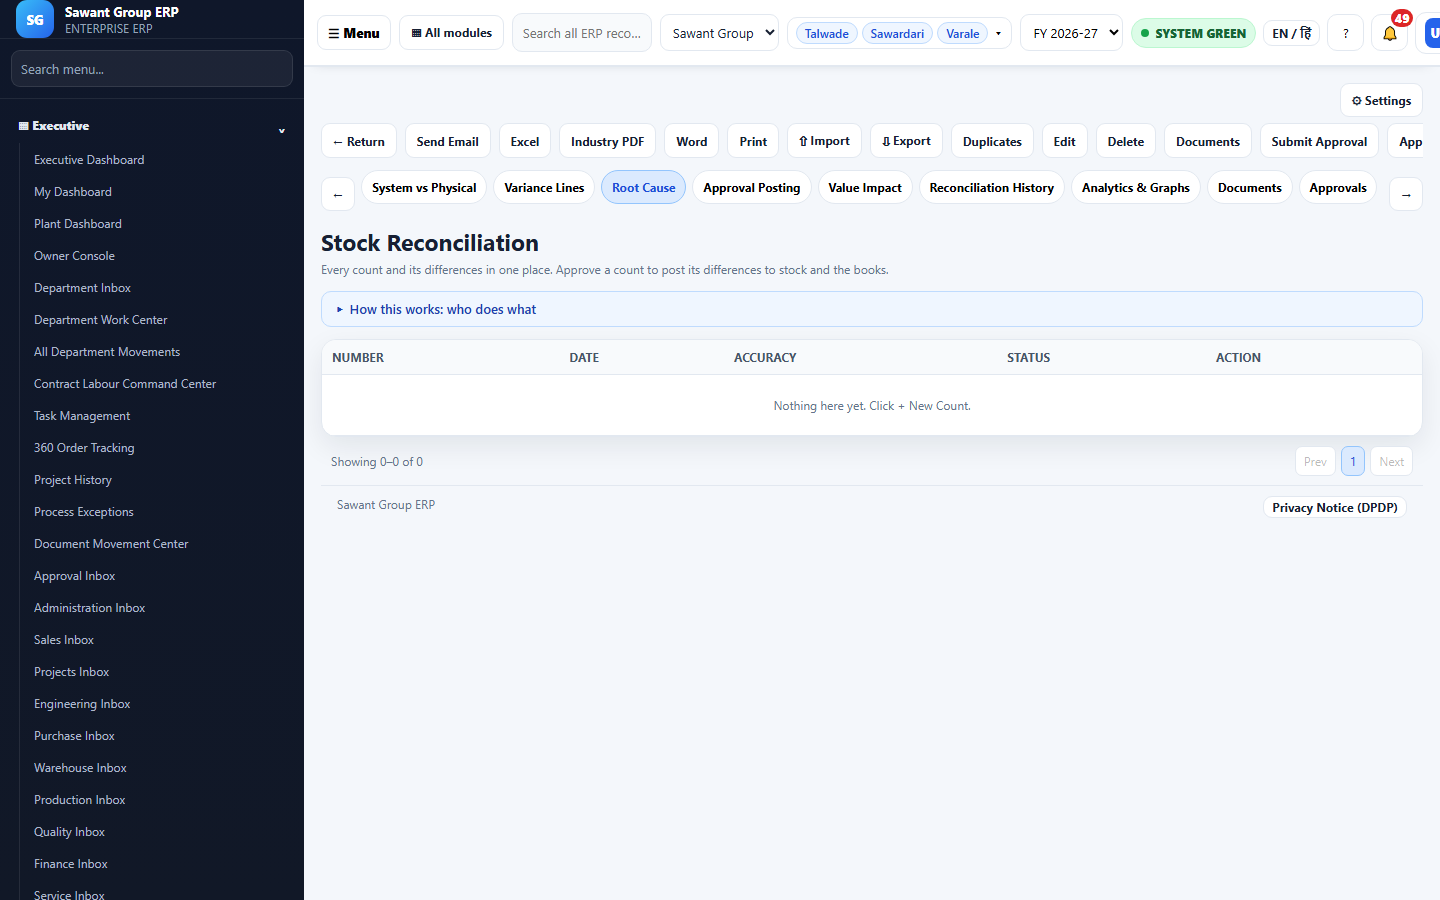 SG
Sawant Group ERP
ENTERPRISE ERP
Search menu...
Executive
Executive Dashboard
My Dashboard
Plant Dashboard
Owner Console
Department Inbox
Department Work Center
All Department Movements
Contract Labour Command Center
Task Management
360 Order Tracking
Project History
Process Exceptions
Document Movement Center
Approval Inbox
Administration Inbox
Sales Inbox
Projects Inbox
Engineering Inbox
Purchase Inbox
Warehouse Inbox
Production Inbox
Quality Inbox
Finance Inbox
Service Inbox
☰ Menu
All modules
Search all ERP reco...
Sawant Group
Talwade Sawardari Varale
FY 2026-27
SYSTEM GREEN
EN / हिं
?
49
U
⚙ Settings
← Return Send Email Excel Industry PDF Word Print ⇧ Import ⇩ Export Duplicates Edit Delete Documents Submit Approval App
← System vs Physical Variance Lines Root Cause Approval Posting Value Impact Reconciliation History Analytics & Graphs Documents Approvals →
Stock Reconciliation
Every count and its differences in one place. Approve a count to post its differences to stock and the books.
▸ How this works: who does what
NUMBER DATE ACCURACY STATUS ACTION
Nothing here yet. Click + New Count.
Showing 0–0 of 0
Prev 1 Next
Sawant Group ERP
Privacy Notice (DPDP)